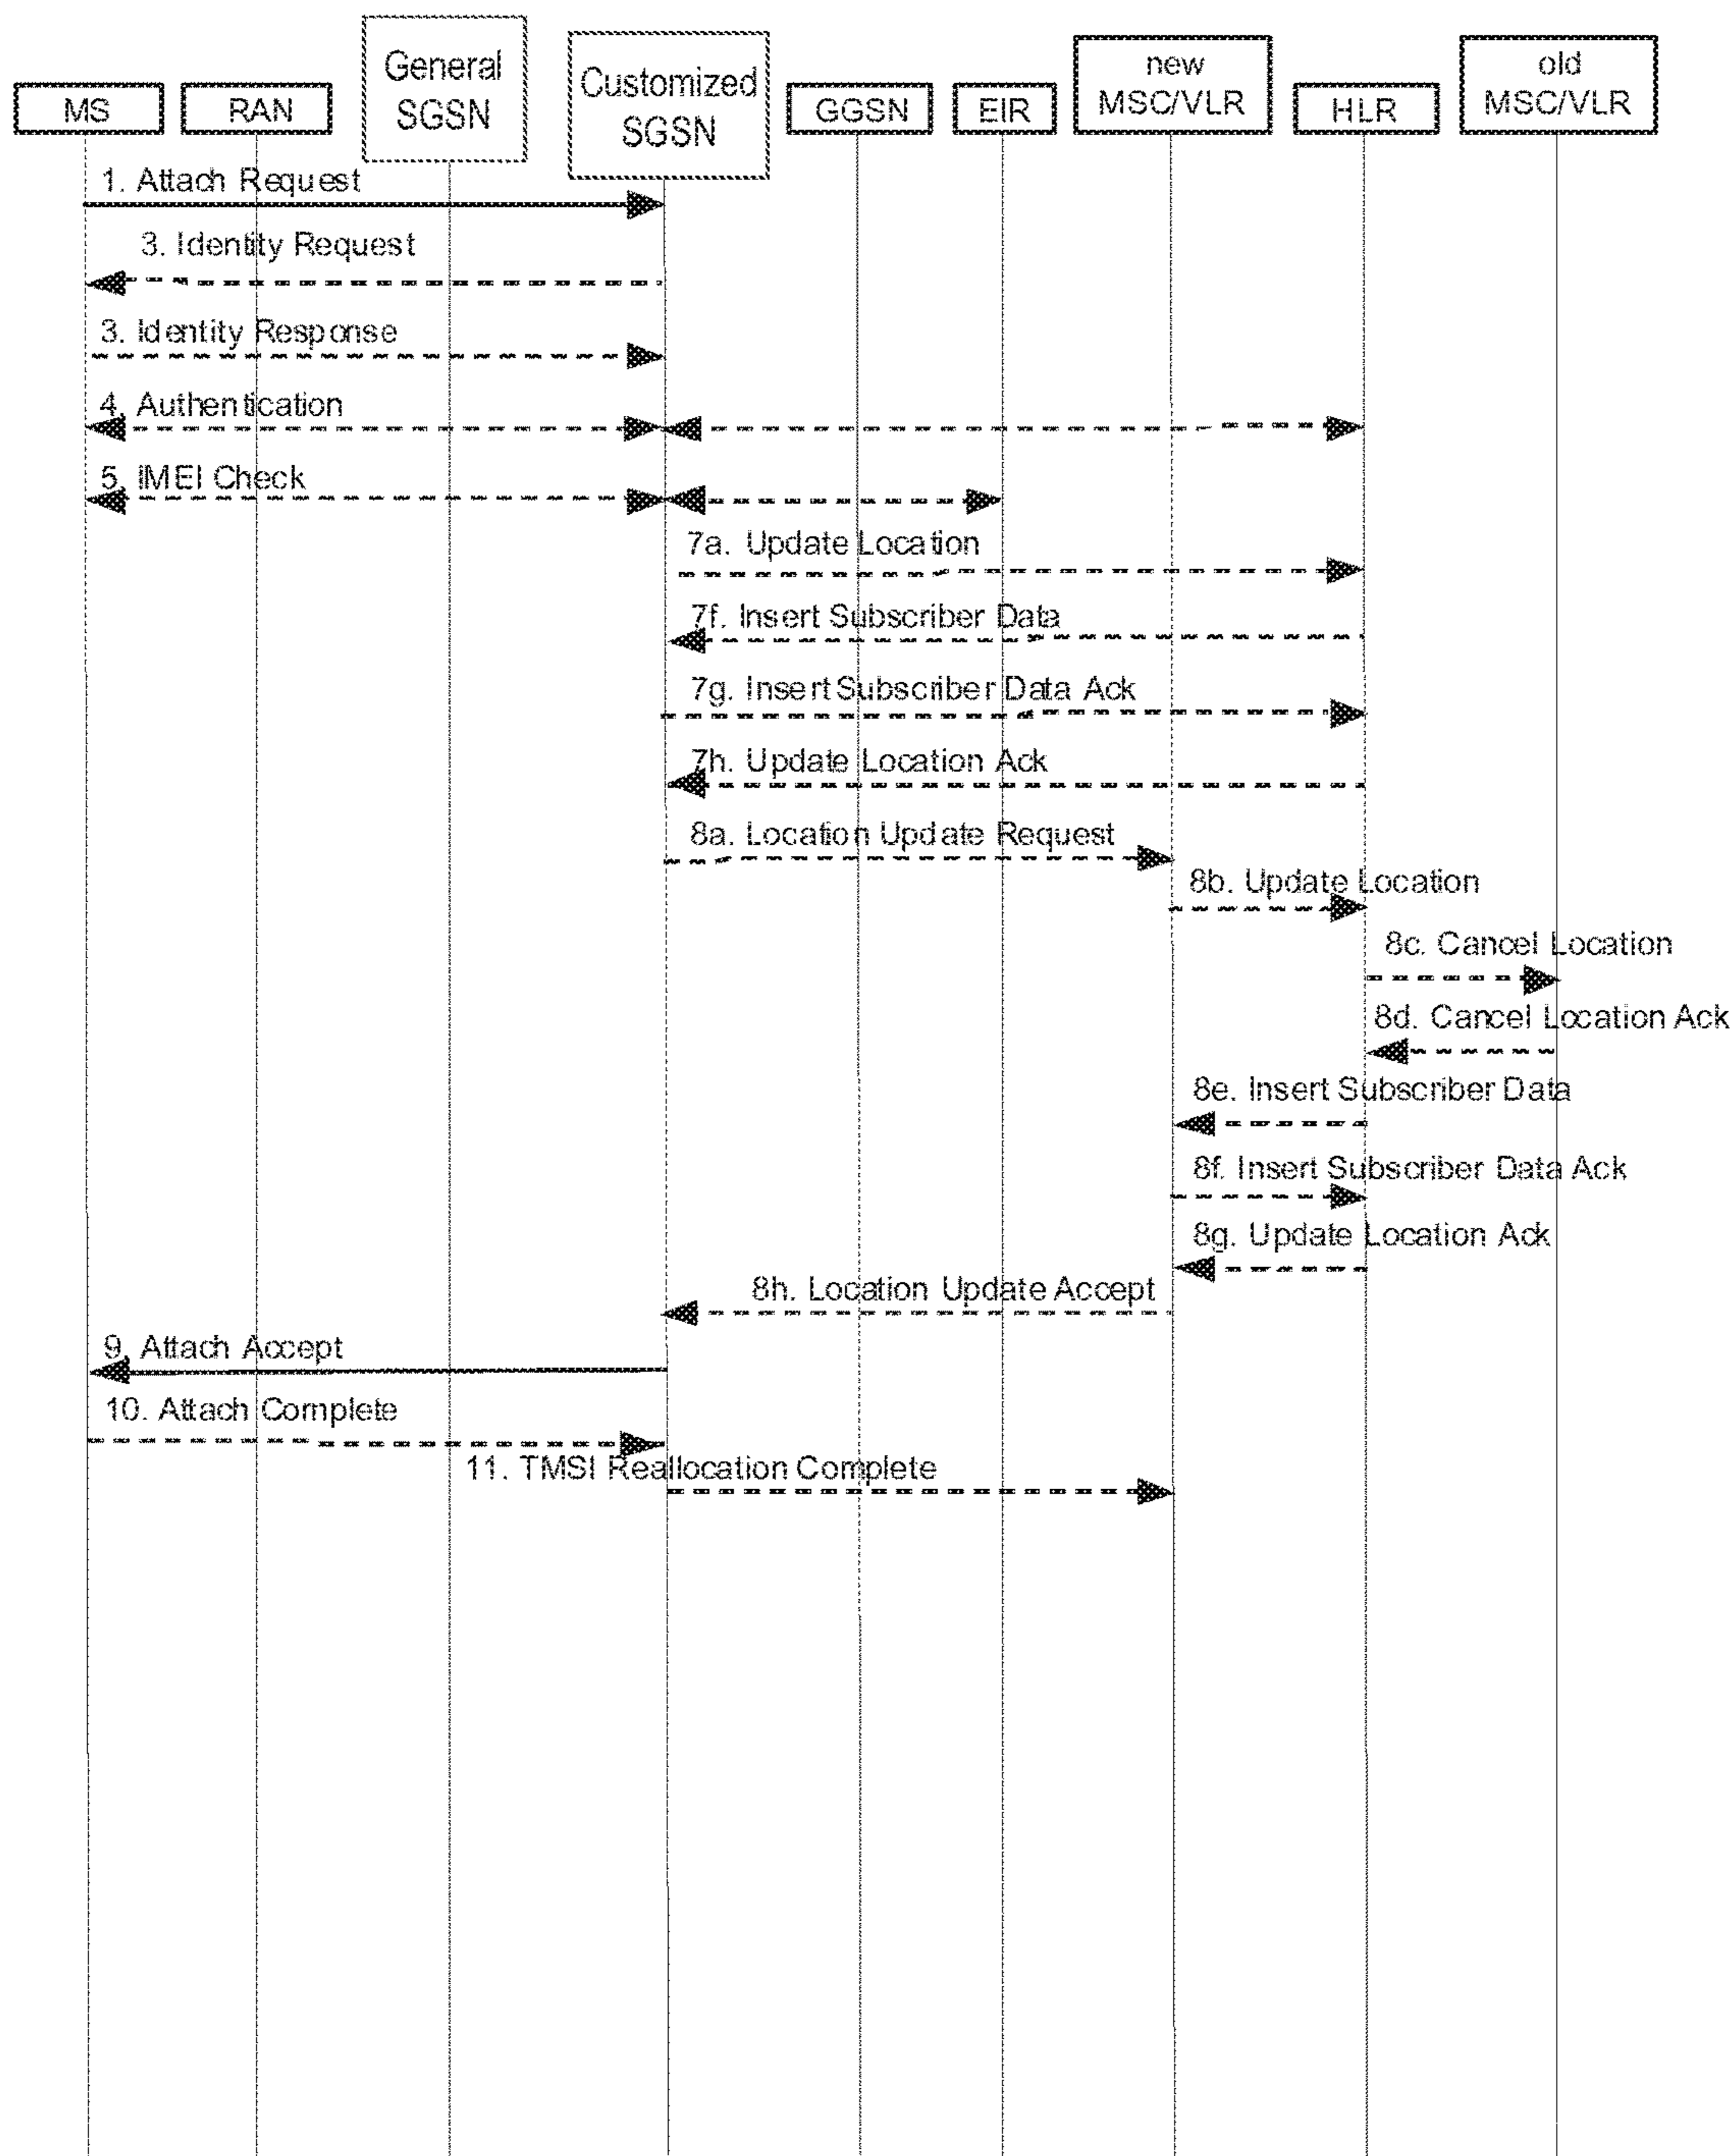 MS
RAN
General
SGSN
Customized
SGSN
GGSN
EIR
new
MSC/VLR
HLR
old
MSC/VLR
1. Attach Request
3. Identity Request
3. Identity Response
4. Authentication
5. IMEI Check
7a. Update Location
7f. Insert Subscriber Data
7g. Insert Subscriber Data Ack
7h. Update Location Ack
8a. Location Update Request
8b. Update Location
8c. Cancel Location
8d. Cancel Location Ack
8e. Insert Subscriber Data
8f. Insert Subscriber Data Ack
8g. Update Location Ack
8h. Location Update Accept
9. Attach Accept
10. Attach Complete
11. TMSI Reallocation Complete